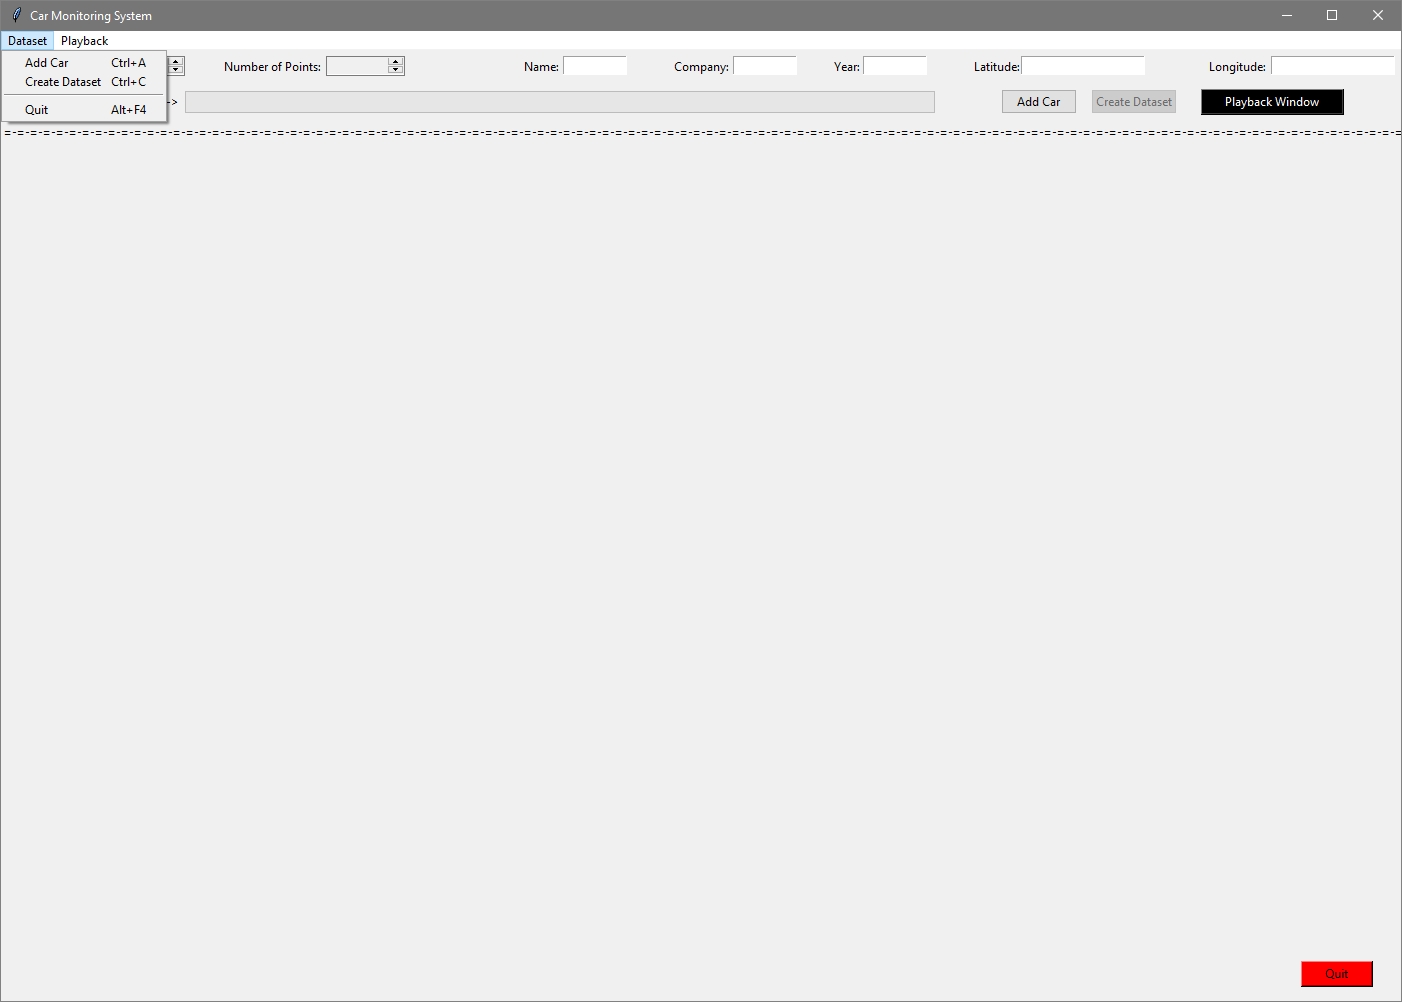 Car Monitoring System
Dataset Playback
Add Car Ctrl+A
Create Dataset Ctrl+C
Quit Alt+F4
Number of Points: Name: Company: Year: Latitude: Longitude:
-> Add Car Create Dataset Playback Window
-=-=-=-=-=-=-=-=-=-=-=-=-=-=-=-=-=-=-=-=-=-=-=-=-=-=-=-=-=-=-=-=-=-=-=-=-=-=-=-=-=-=-=-=-=-=-=-=-=-=-=-=-=-=-=-=-=-=-=-=-=-=-=-=-=-=-=-=-=-=-=-=-=-=-=-=-=-=-=-=-=-=-=-=-=-=-=-=-=-=-=-=-=-=-=-=-=-=-=-=-=-=-=-=-=-=-=-=-=
Quit